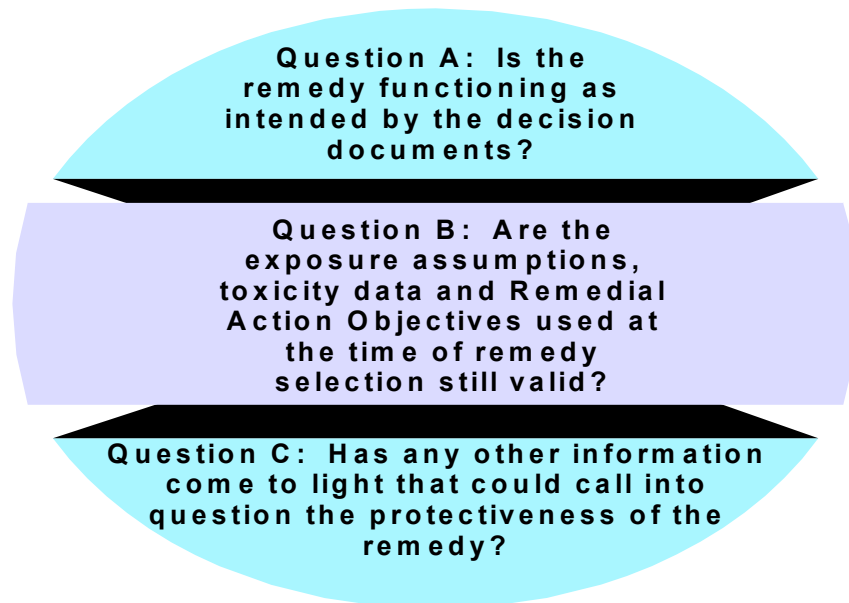 Question A: Is the
remedy functioning as
intended by the decision
documents?
Question B: Are the
exposure assumptions,
toxicity data and Remedial
Action Objectives used at
the time of remedy
selection still valid?
Question C: Has any other information
come to light that could call into
question the protectiveness of the
remedy?